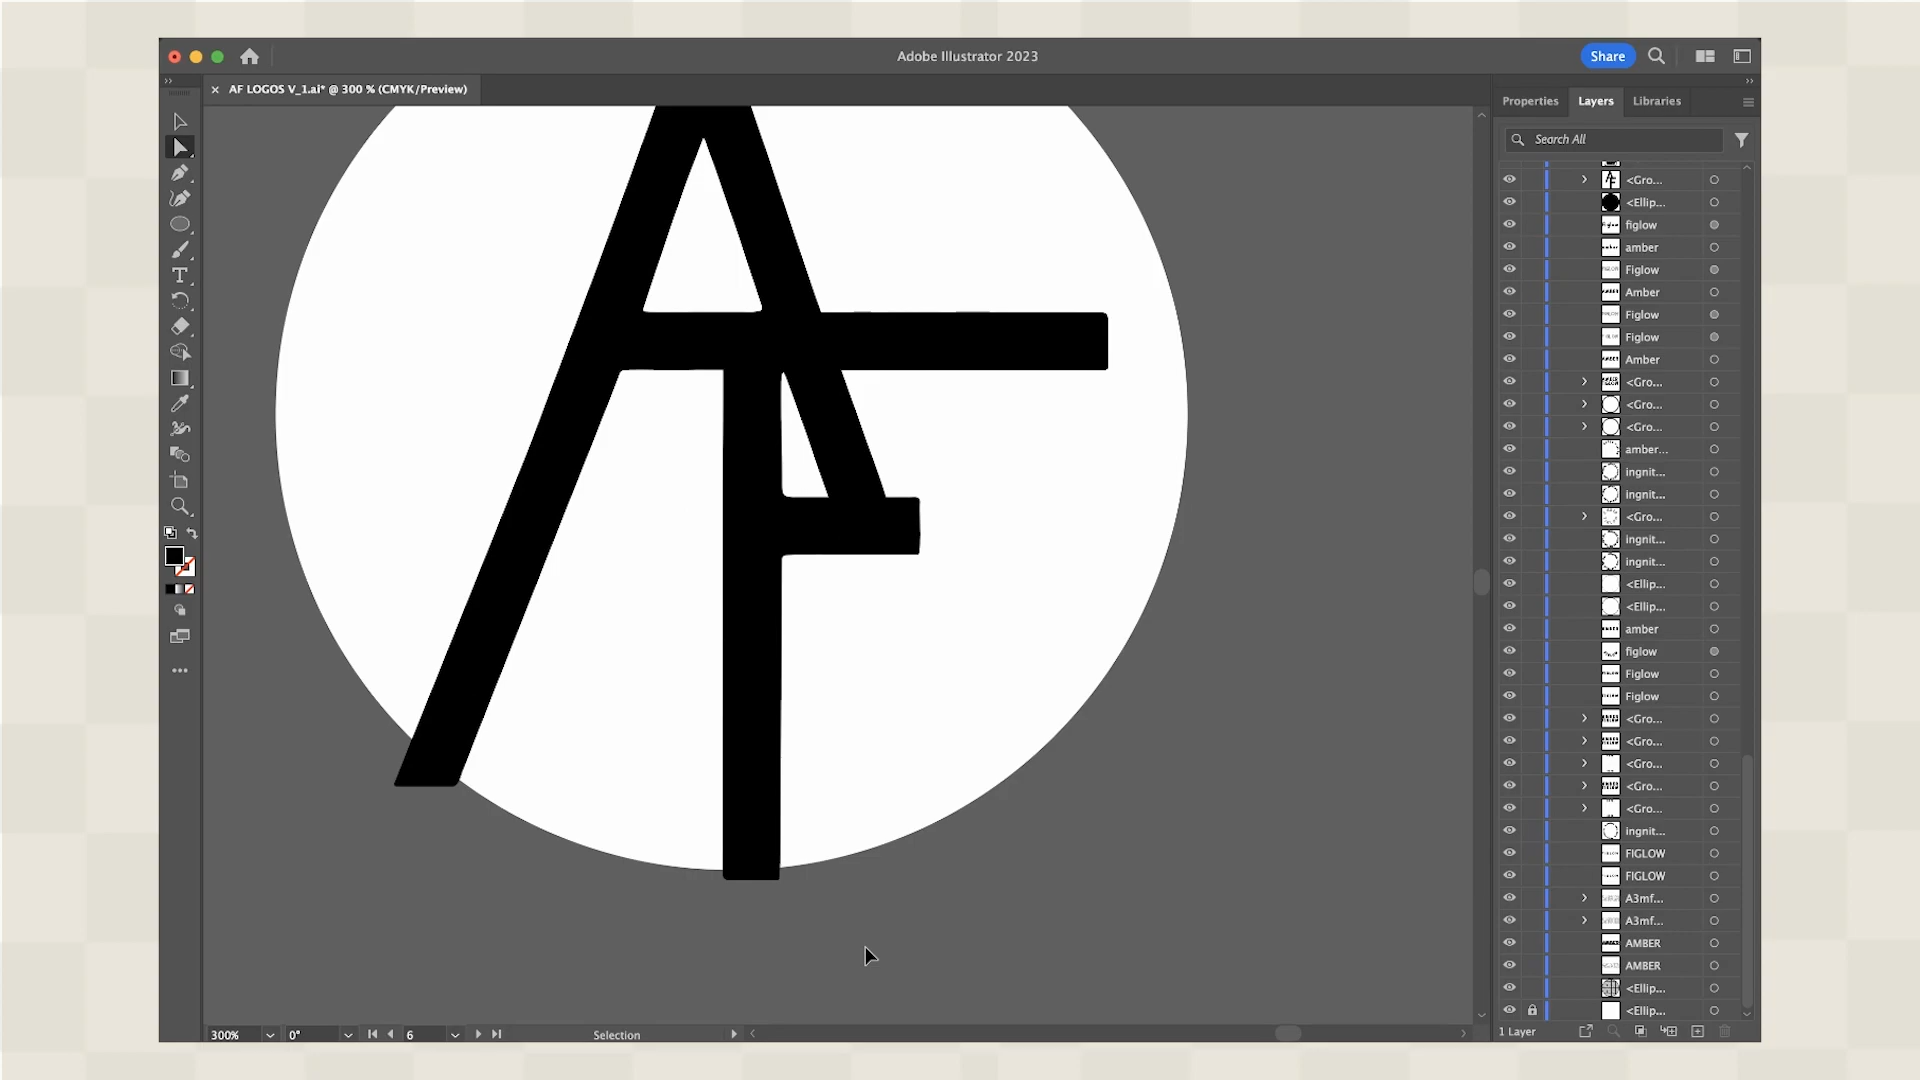 Adobe Illustrator 2023
Share
AF LOGOS V_1.ai* @ 300 % (CMYK/Preview)
Properties
Layers
Libraries
Search All
<Gro...
<Ellip...
figlow
amber
Figlow
Amber
Figlow
Figlow
Amber
<Gro...
<Gro...
<Gro...
amber...
ingnit...
ingnit...
<Gro...
ingnit...
ingnit...
<Ellip...
<Ellip...
amber
figlow
Figlow
Figlow
<Gro...
<Gro...
<Gro...
<Gro...
<Gro...
ingnit...
FIGLOW
FIGLOW
A3mf...
A3mf...
AMBER
AMBER
<Ellip...
<Ellip...
1 Layer
AF
300%
0°
6
Selection